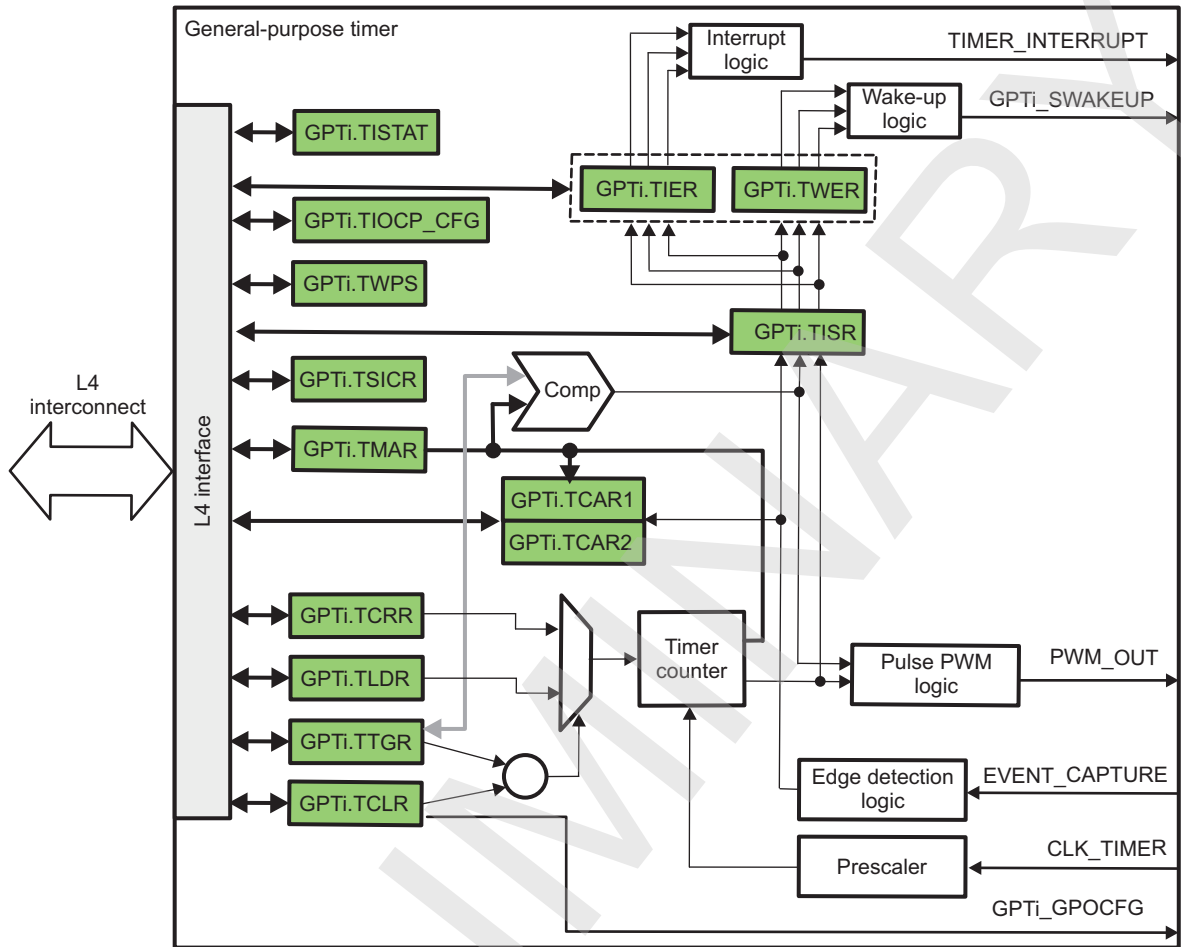 General-purpose timer
Interrupt
logic
TIMER_INTERRUPT
Wake-up
logic
GPTi_SWAKEUP
GPTi.TISTAT
GPTi.TIER
GPTi.TWER
GPTi.TIOCP_CFG
GPTi.TWPS
GPTi.TISR
L4
interconnect
L4 interface
GPTi.TSICR
Comp
GPTi.TMAR
GPTi.TCAR1
GPTi.TCAR2
GPTi.TCRR
Timer
counter
Pulse PWM
logic
PWM_OUT
GPTi.TLDR
GPTi.TTGR
Edge detection
logic
EVENT_CAPTURE
GPTi.TCLR
Prescaler
CLK_TIMER
GPTi_GPOCFG
IMINARY